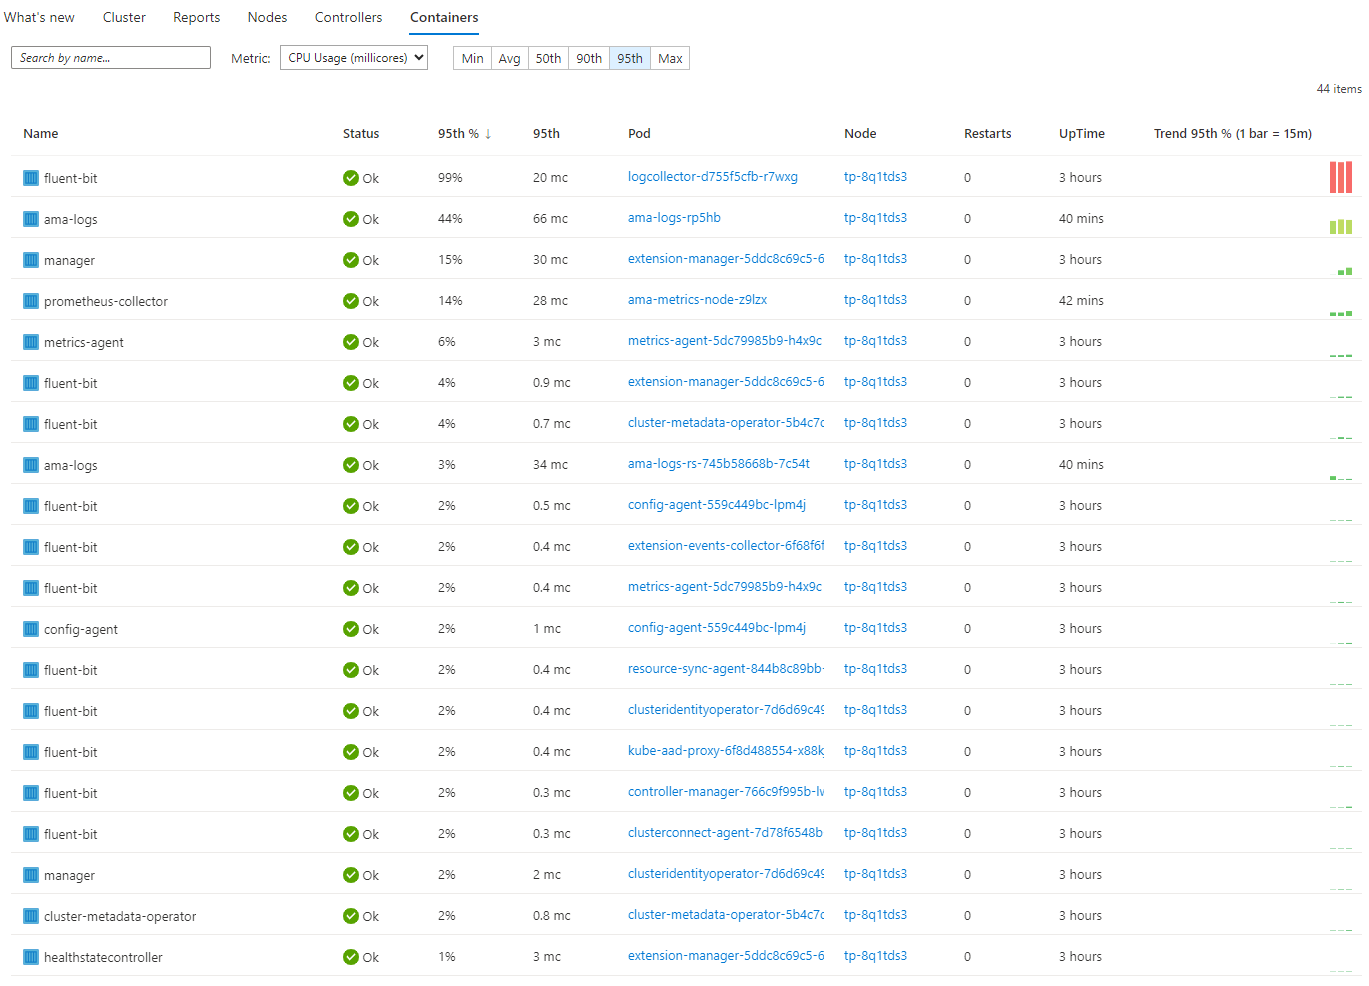 What's new Cluster Reports Nodes Controllers Containers
Search by name... Metric: CPU Usage (millicores) Min Avg 50th 90th 95th Max
44 items
Name Status 95th % ↓ 95th Pod Node Restarts UpTime Trend 95th % (1 bar = 15m)
fluent-bit Ok 99% 20 mc logcollector-d755f5cfb-r7wxg tp-8q1tds3 0 3 hours
ama-logs Ok 44% 66 mc ama-logs-rp5hb tp-8q1tds3 0 40 mins
manager Ok 15% 30 mc extension-manager-5ddc8c69c5-6 tp-8q1tds3 0 3 hours
prometheus-collector Ok 14% 28 mc ama-metrics-node-z9lzx tp-8q1tds3 0 42 mins
metrics-agent Ok 6% 3 mc metrics-agent-5dc79985b9-h4x9c tp-8q1tds3 0 3 hours
fluent-bit Ok 4% 0.9 mc extension-manager-5ddc8c69c5-6 tp-8q1tds3 0 3 hours
fluent-bit Ok 4% 0.7 mc cluster-metadata-operator-5b4c7c tp-8q1tds3 0 3 hours
ama-logs Ok 3% 34 mc ama-logs-rs-745b58668b-7c54t tp-8q1tds3 0 40 mins
fluent-bit Ok 2% 0.5 mc config-agent-559c449bc-lpm4j tp-8q1tds3 0 3 hours
fluent-bit Ok 2% 0.4 mc extension-events-collector-6f68f6f tp-8q1tds3 0 3 hours
fluent-bit Ok 2% 0.4 mc metrics-agent-5dc79985b9-h4x9c tp-8q1tds3 0 3 hours
config-agent Ok 2% 1 mc config-agent-559c449bc-lpm4j tp-8q1tds3 0 3 hours
fluent-bit Ok 2% 0.4 mc resource-sync-agent-844b8c89bb- tp-8q1tds3 0 3 hours
fluent-bit Ok 2% 0.4 mc clusteridentityoperator-7d6d69c49 tp-8q1tds3 0 3 hours
fluent-bit Ok 2% 0.4 mc kube-aad-proxy-6f8d488554-x88k tp-8q1tds3 0 3 hours
fluent-bit Ok 2% 0.3 mc controller-manager-766c9f995b-lw tp-8q1tds3 0 3 hours
fluent-bit Ok 2% 0.3 mc clusterconnect-agent-7d78f6548b tp-8q1tds3 0 3 hours
manager Ok 2% 2 mc clusteridentityoperator-7d6d69c49 tp-8q1tds3 0 3 hours
cluster-metadata-operator Ok 2% 0.8 mc cluster-metadata-operator-5b4c7c tp-8q1tds3 0 3 hours
healthstatecontroller Ok 1% 3 mc extension-manager-5ddc8c69c5-6 tp-8q1tds3 0 3 hours